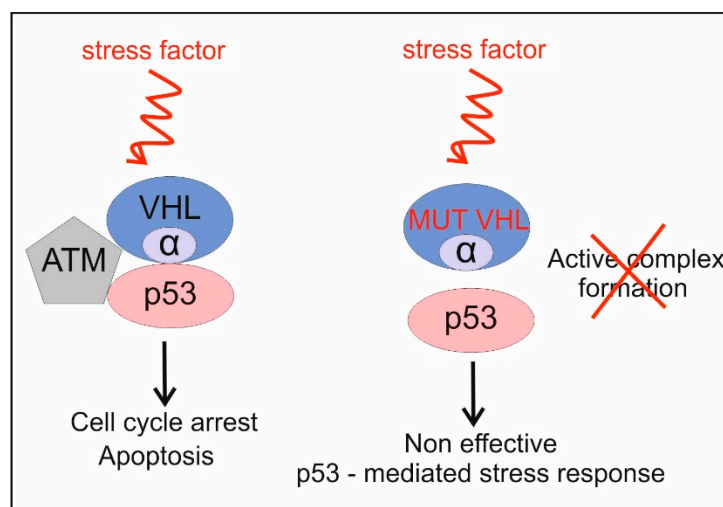 stress factor
VHL
α
ATM
p53
Cell cycle arrest
Apoptosis
stress factor
MUT VHL
α
p53
Active complex
formation
Non effective
p53 - mediated stress response